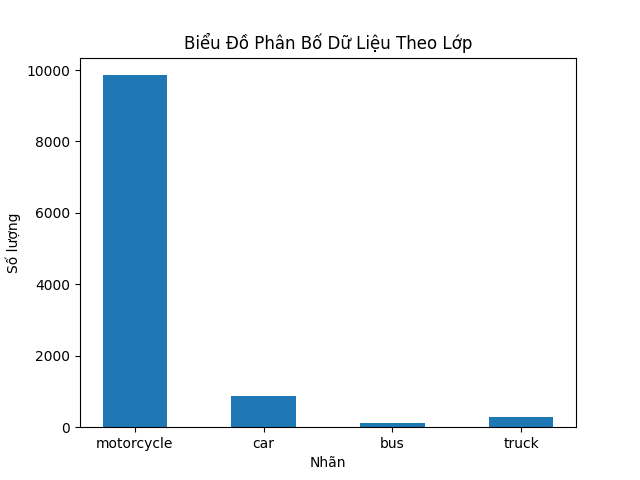 Biểu Đồ Phân Bố Dữ Liệu Theo Lớp
10000
8000
6000
4000
2000
0
Số lượng
motorcycle car bus truck
Nhãn